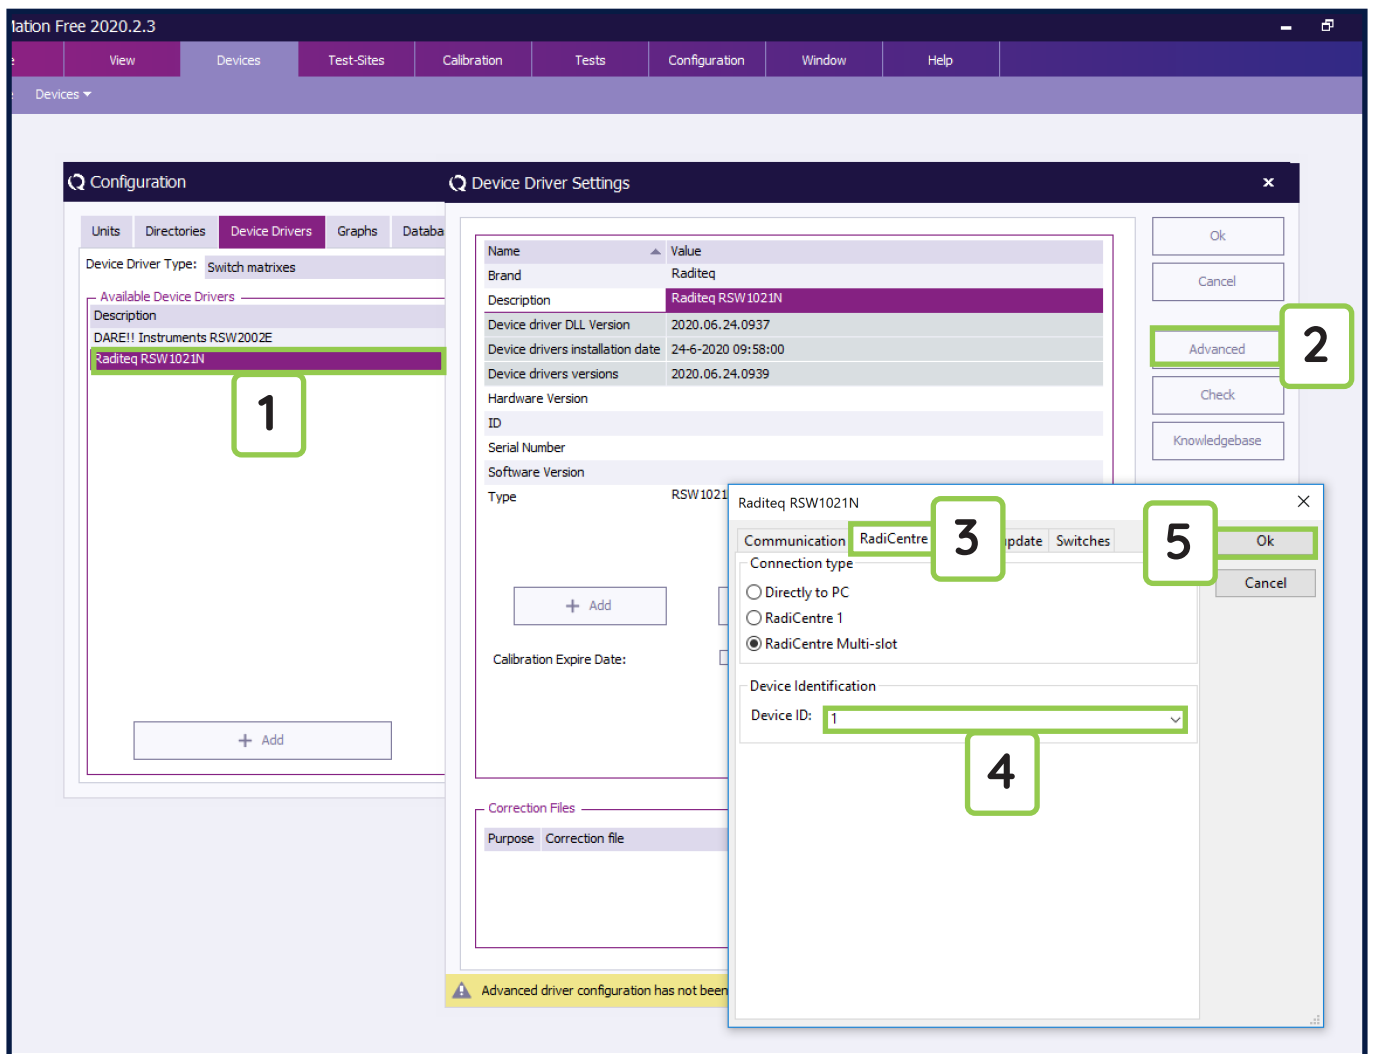 Mation Free 2020.2.3
View Devices Test-Sites Calibration Tests Configuration Window Help
Devices
Configuration
Units Directories Device Drivers Graphs Databa
Device Driver Type: Switch matrixes
Available Device Drivers
Description
DARE!! Instruments RSW2002E
Raditeq RSW1021N
1
+ Add
Device Driver Settings
Name Value
Brand Raditeq
Description Raditeq RSW1021N
Device driver DLL Version 2020.06.24.0937
Device drivers installation date 24-6-2020 09:58:00
Device drivers versions 2020.06.24.0939
Hardware Version
ID
Serial Number
Software Version
Type RSW1021
+ Add
Calibration Expire Date:
Correction Files
Purpose Correction file
Advanced driver configuration has not been
Ok
Cancel
Advanced
2
Check
Knowledgebase
Raditeq RSW1021N
Communication RadiCentre 3 update Switches
5
Ok
Cancel
Connection type
Directly to PC
RadiCentre 1
RadiCentre Multi-slot
Device Identification
Device ID: 1
4